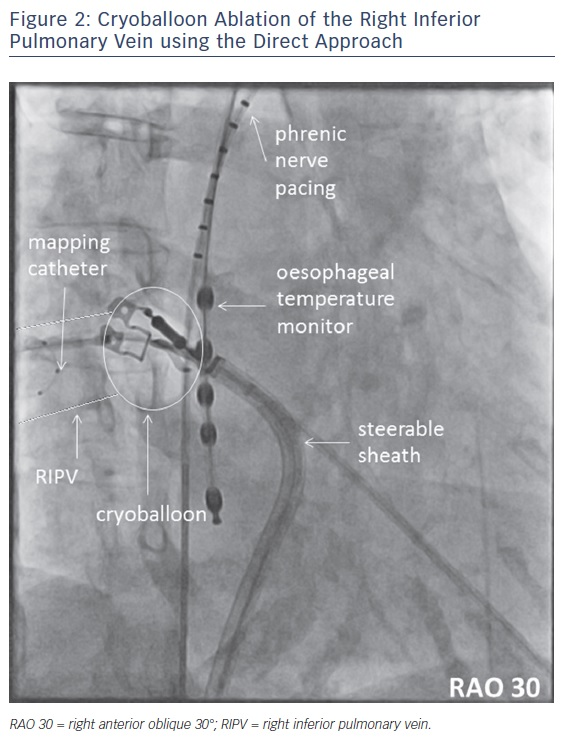 Figure 2: Cryoballoon Ablation of the Right Inferior
Pulmonary Vein using the Direct Approach
phrenic
nerve
pacing
mapping
catheter
oesophageal
temperature
monitor
steerable
sheath
RIPV
cryoballoon
RAO 30
RAO 30 = right anterior oblique 30°; RIPV = right inferior pulmonary vein.